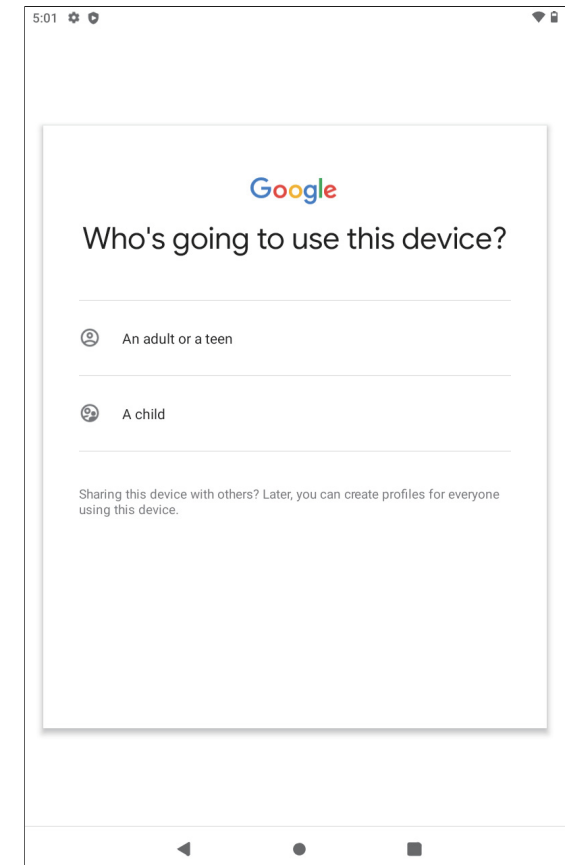 5:01
Google
Who's going to use this device?
An adult or a teen
A child
Sharing this device with others? Later, you can create profiles for everyone
using this device.